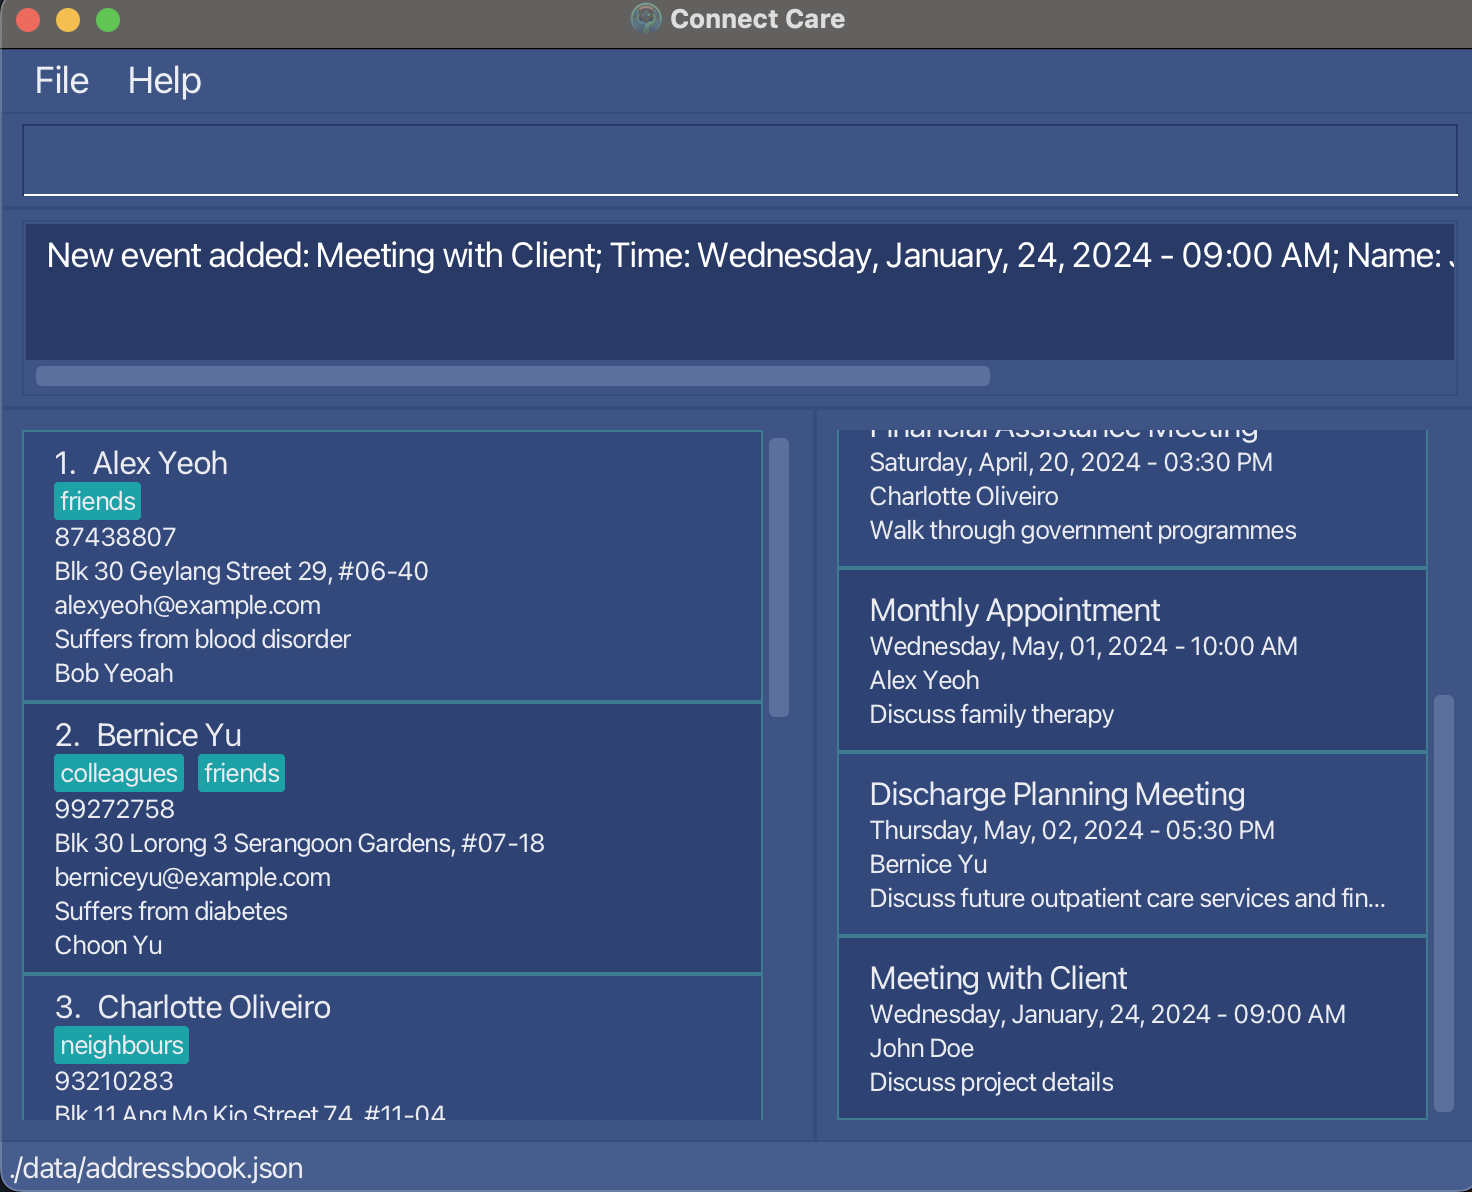 Connect Care
File Help
New event added: Meeting with Client; Time: Wednesday, January, 24, 2024 - 09:00 AM; Name:
1. Alex Yeoh
friends
87438807
Blk 30 Geylang Street 29, #06-40
alexyeoh@example.com
Suffers from blood disorder
Bob Yeoah
2. Bernice Yu
colleagues friends
99272758
Blk 30 Lorong 3 Serangoon Gardens, #07-18
berniceyu@example.com
Suffers from diabetes
Choon Yu
3. Charlotte Oliveiro
neighbours
93210283
Blk 11 Ang Mo Kio Street 74, #11-04
Financial Assistance Meeting
Saturday, April, 20, 2024 - 03:30 PM
Charlotte Oliveiro
Walk through government programmes
Monthly Appointment
Wednesday, May, 01, 2024 - 10:00 AM
Alex Yeoh
Discuss family therapy
Discharge Planning Meeting
Thursday, May, 02, 2024 - 05:30 PM
Bernice Yu
Discuss future outpatient care services and fin...
Meeting with Client
Wednesday, January, 24, 2024 - 09:00 AM
John Doe
Discuss project details
./data/addressbook.json